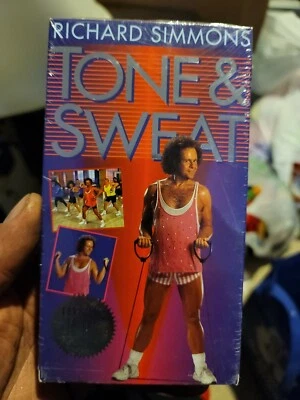 RICHARD SIMMONS
TONE &
SWEAT